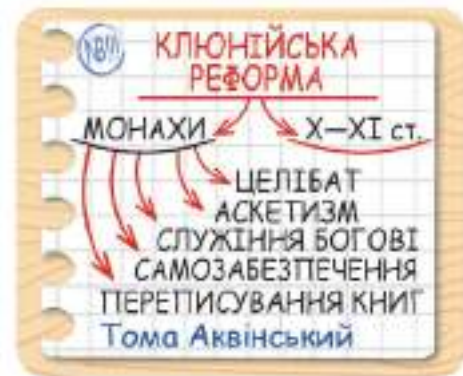 КЛЮНІЙСЬКА
РЕФОРМА
МОНАХИ X–XI ст.
ЦЕЛІБАТ
АСКЕТИЗМ
СЛУЖІННЯ БОГОВІ
САМОЗАБЕЗПЕЧЕННЯ
ПЕРЕПИСУВАННЯ КНИГ
Тома Аквінський